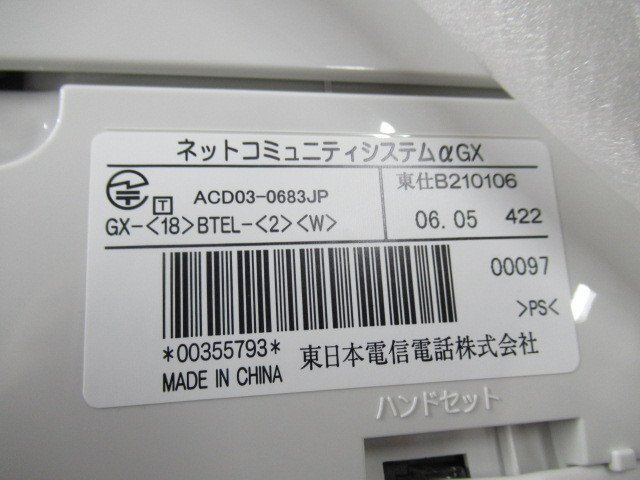 ネットコミュニティシステムαGX
T ACD03-0683JP
東仕B210106
GX-<18>BTEL-<2><W>
06.05 422
00097
>PS<
*00355793*
東日本電信電話株式会社
MADE IN CHINA
ハンドセット